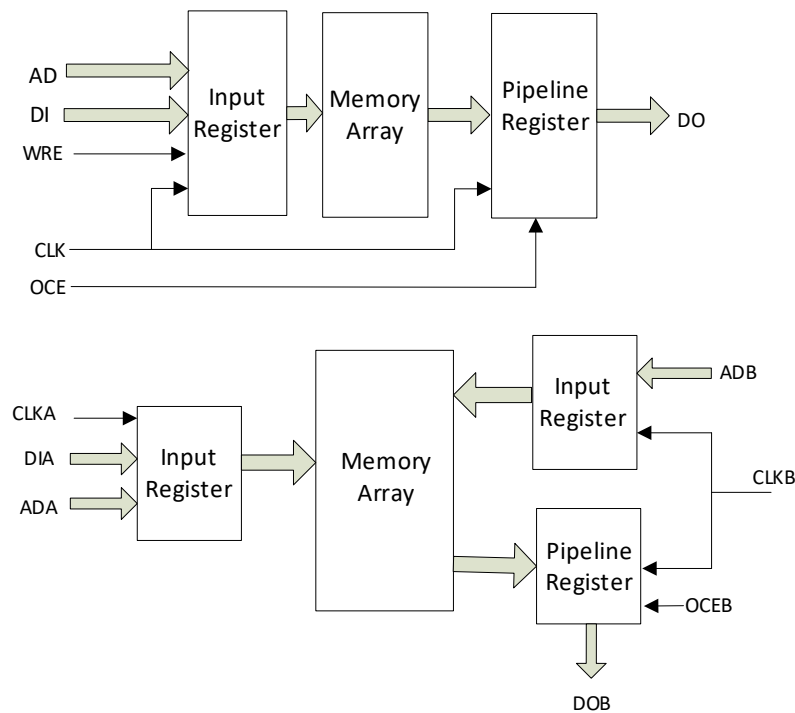 AD
DI
WRE
CLK
OCE
Input
Register
Memory
Array
Pipeline
Register
DO
CLKA
DIA
ADA
Input
Register
Memory
Array
Input
Register
ADB
CLKB
Pipeline
Register
OCEB
DOB